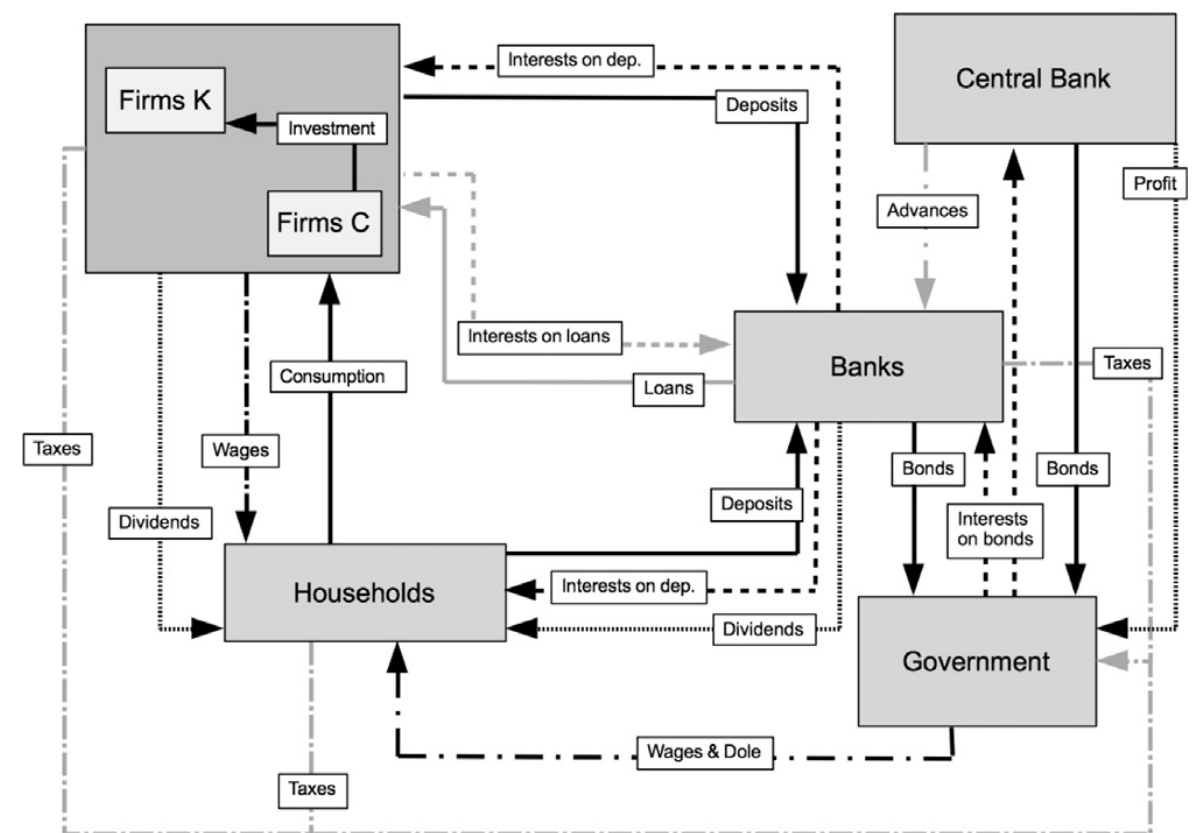 Interests on dep.
Central Bank
Firms K
Deposits
Investment
Profit
Firms C
Advances
Interests on loans
Banks
Taxes
Consumption
Loans
Taxes
Wages
Bonds
Bonds
Deposits
Dividends
Interests
on bonds
Households
Interests on dep.
Dividends
Government
Wages & Dole
Taxes